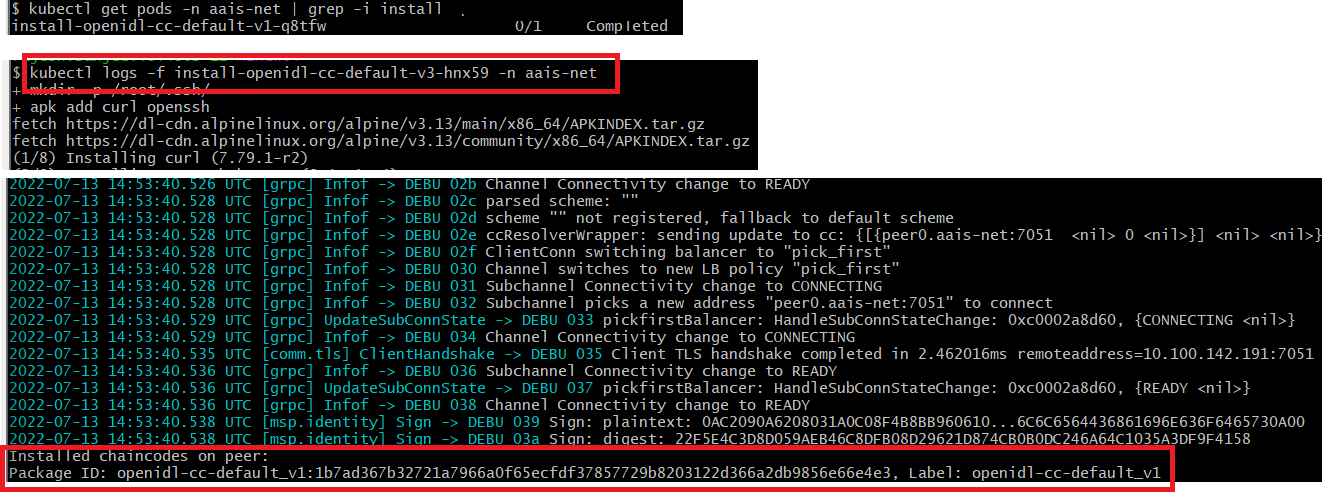 $ kubectl get pods -n aais-net | grep -i install
install-openidl-cc-default-v1-q8tfw 0/1 Completed
$ kubectl logs -f install-openidl-cc-default-v3-hnx59 -n aais-net
+ mkdir -p /root/.ssh/
+ apk add curl openssh
fetch https://dl-cdn.alpinelinux.org/alpine/v3.13/main/x86_64/APKINDEX.tar.gz
fetch https://dl-cdn.alpinelinux.org/alpine/v3.13/community/x86_64/APKINDEX.tar.gz
(1/8) Installing curl (7.79.1-r2)
2022-07-13 14:53:40.526 UTC [grpc] Infof -> DEBU 02b Channel Connectivity change to READY
2022-07-13 14:53:40.528 UTC [grpc] Infof -> DEBU 02c parsed scheme: ""
2022-07-13 14:53:40.528 UTC [grpc] Infof -> DEBU 02d scheme "" not registered, fallback to default scheme
2022-07-13 14:53:40.528 UTC [grpc] Infof -> DEBU 02e ccResolverWrapper: sending update to cc: {[{peer0.aais-net:7051 <nil> 0 <nil>}] <nil> <nil>}
2022-07-13 14:53:40.528 UTC [grpc] Infof -> DEBU 02f ClientConn switching balancer to "pick_first"
2022-07-13 14:53:40.528 UTC [grpc] Infof -> DEBU 030 Channel switches to new LB policy "pick_first"
2022-07-13 14:53:40.528 UTC [grpc] Infof -> DEBU 031 Subchannel Connectivity change to CONNECTING
2022-07-13 14:53:40.528 UTC [grpc] Infof -> DEBU 032 Subchannel picks a new address "peer0.aais-net:7051" to connect
2022-07-13 14:53:40.529 UTC [grpc] UpdateSubConnState -> DEBU 033 pickfirstBalancer: HandleSubConnStateChange: 0xc0002a8d60, {CONNECTING <nil>}
2022-07-13 14:53:40.529 UTC [grpc] Infof -> DEBU 034 Channel Connectivity change to CONNECTING
2022-07-13 14:53:40.535 UTC [comm.tls] ClientHandshake -> DEBU 035 Client TLS handshake completed in 2.462016ms remoteaddress=10.100.142.191:7051
2022-07-13 14:53:40.536 UTC [grpc] Infof -> DEBU 036 Subchannel Connectivity change to READY
2022-07-13 14:53:40.536 UTC [grpc] UpdateSubConnState -> DEBU 037 pickfirstBalancer: HandleSubConnStateChange: 0xc0002a8d60, {READY <nil>}
2022-07-13 14:53:40.536 UTC [grpc] Infof -> DEBU 038 Channel Connectivity change to READY
2022-07-13 14:53:40.538 UTC [msp.identity] Sign -> DEBU 039 Sign: plaintext: 0AC2090A6208031A0C08F4B8BB960610...6C6C6564436861696E636F6465730A00
2022-07-13 14:53:40.538 UTC [msp.identity] Sign -> DEBU 03a Sign: digest: 22F5E4C3D8D059AEB46C8DFB08D29621D874CB0B0DC246A64C1035A3DF9F4158
Installed chaincodes on peer:
Package ID: openidl-cc-default_v1:1b7ad367b32721a7966a0f65ecfdf37857729b8203122d366a2db9856e66e4e3, Label: openidl-cc-default_v1